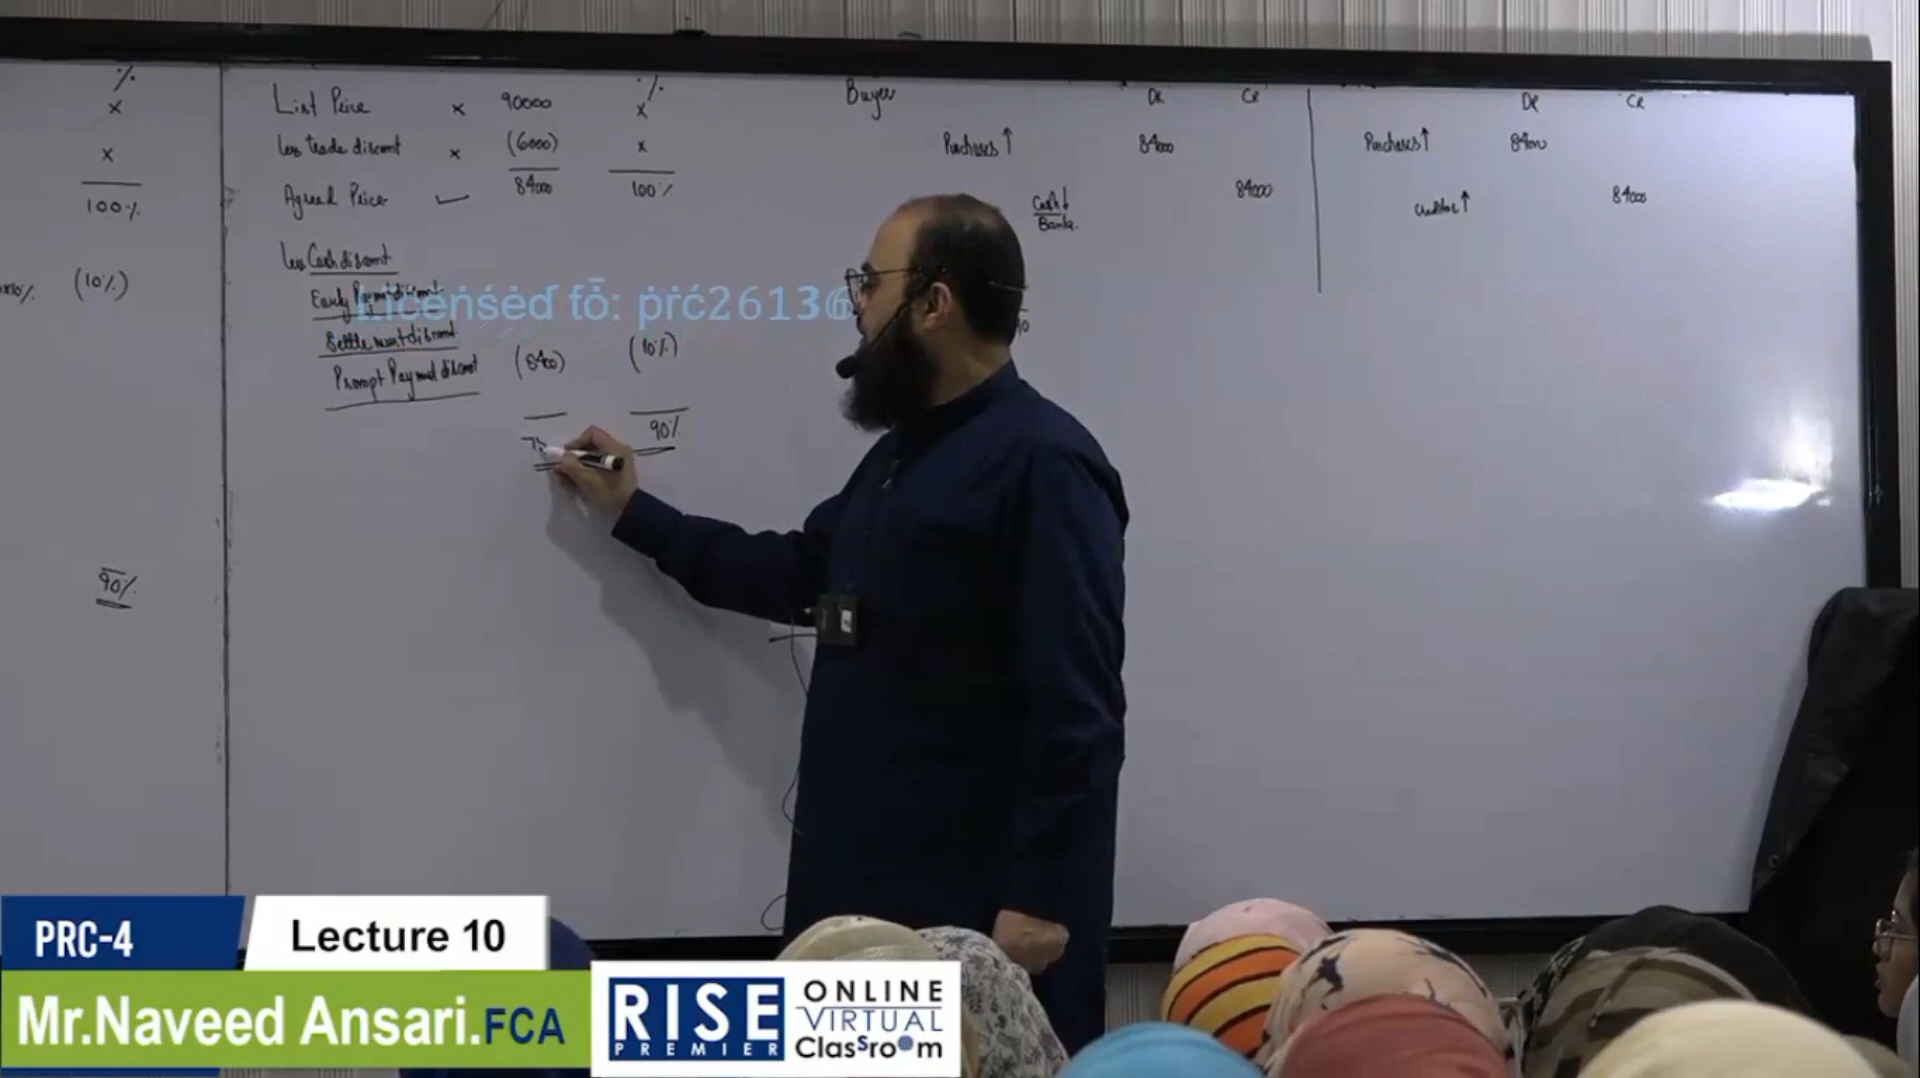 %
x
x
100%
(10%)
90%
List Price x 90000 %
x
Less trade discount x (6000) x
Agreed Price 84000 100%
Less Cash discount
Early Payment discount
Settlement discount
Prompt Payment discount (8400) (10%)
90%
Buyer DR CR
Purchases ↑ 84000
Cash ↓ 84000
Bank
DR CR
Purchases ↑ 84000
Creditor ↑ 84000
Licensed to: prc26136
PRC-4
Lecture 10
Mr.Naveed Ansari.FCA
RISE
PREMIER
ONLINE
VIRTUAL
Classroom